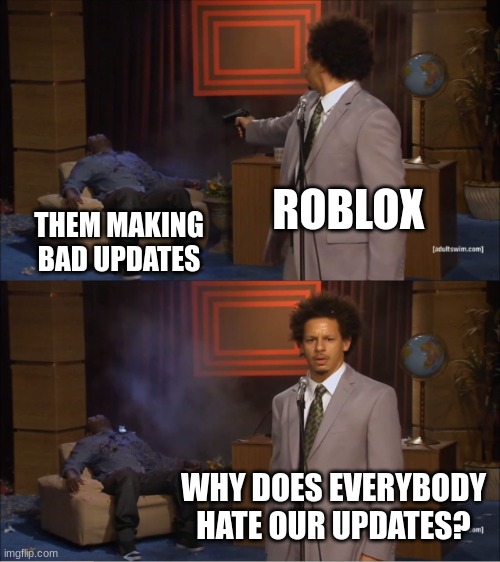 ROBLOX
THEM MAKING
BAD UPDATES
[adultswim.com]
WHY DOES EVERYBODY
HATE OUR UPDATES?
imgflip.com